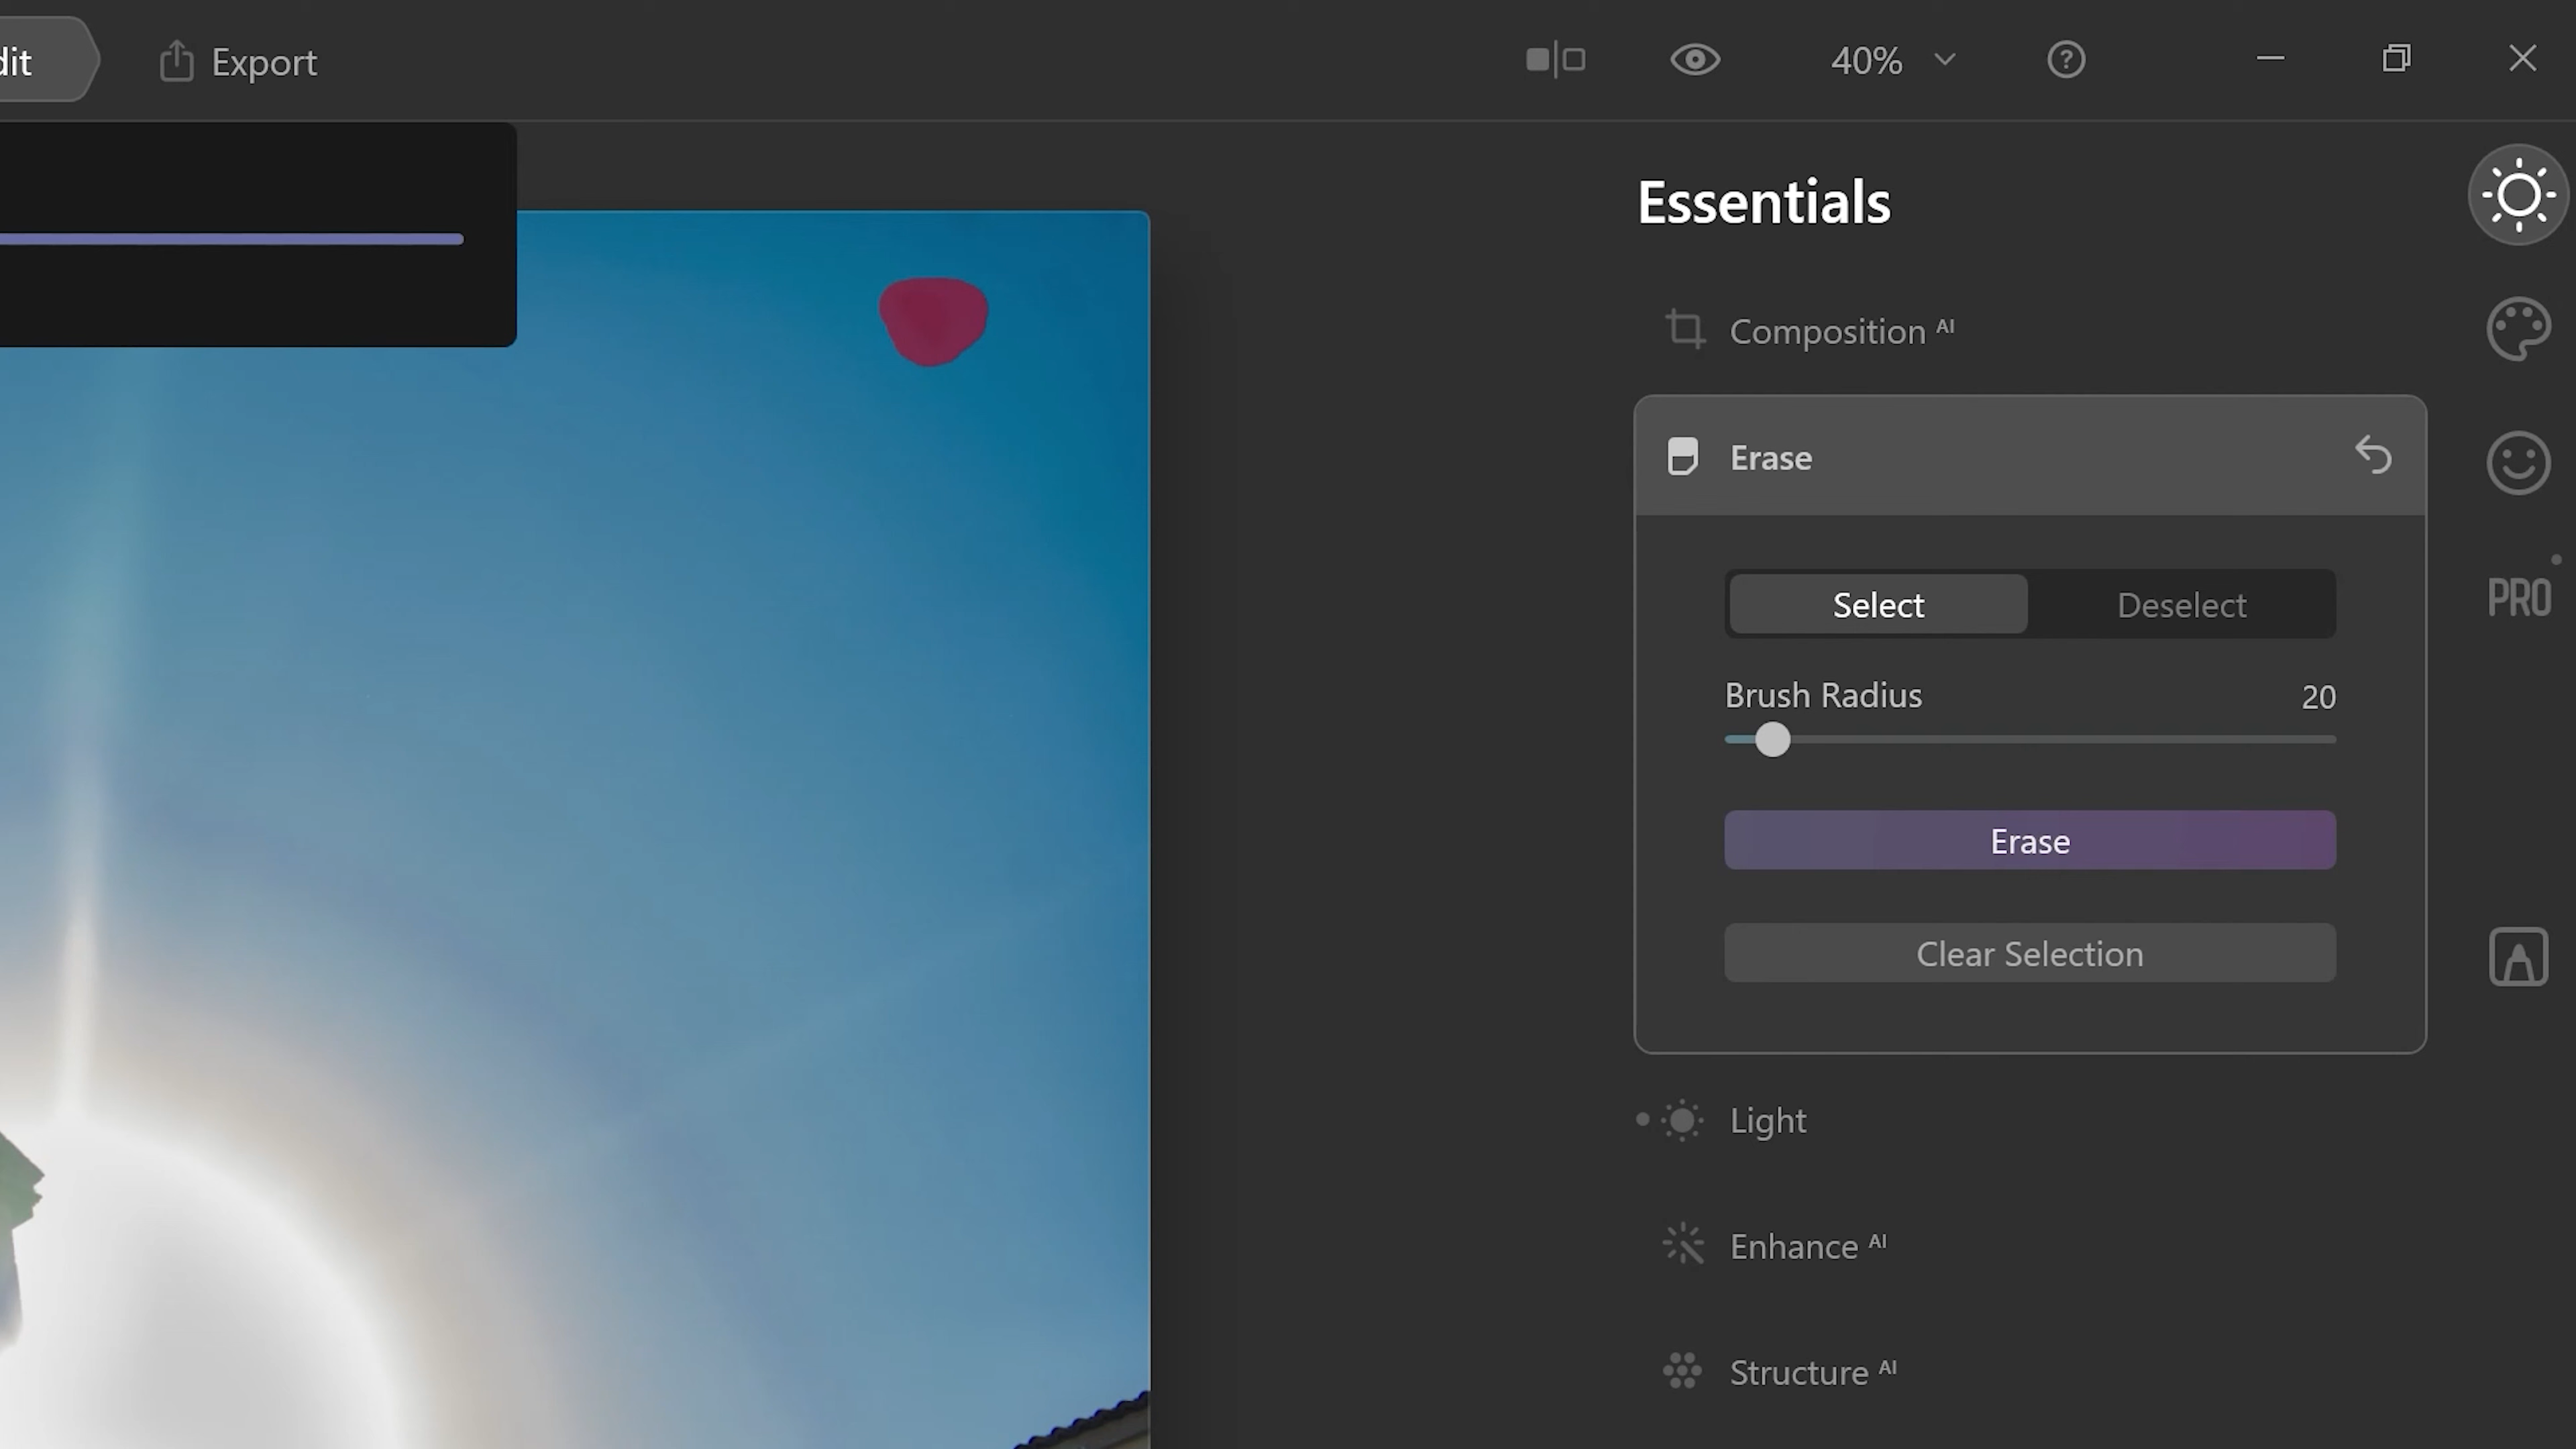 dit
Export
40%
Essentials
Composition AI
Erase
Select
Deselect
Brush Radius
20
Erase
Clear Selection
Light
Enhance AI
Structure AI
PRO